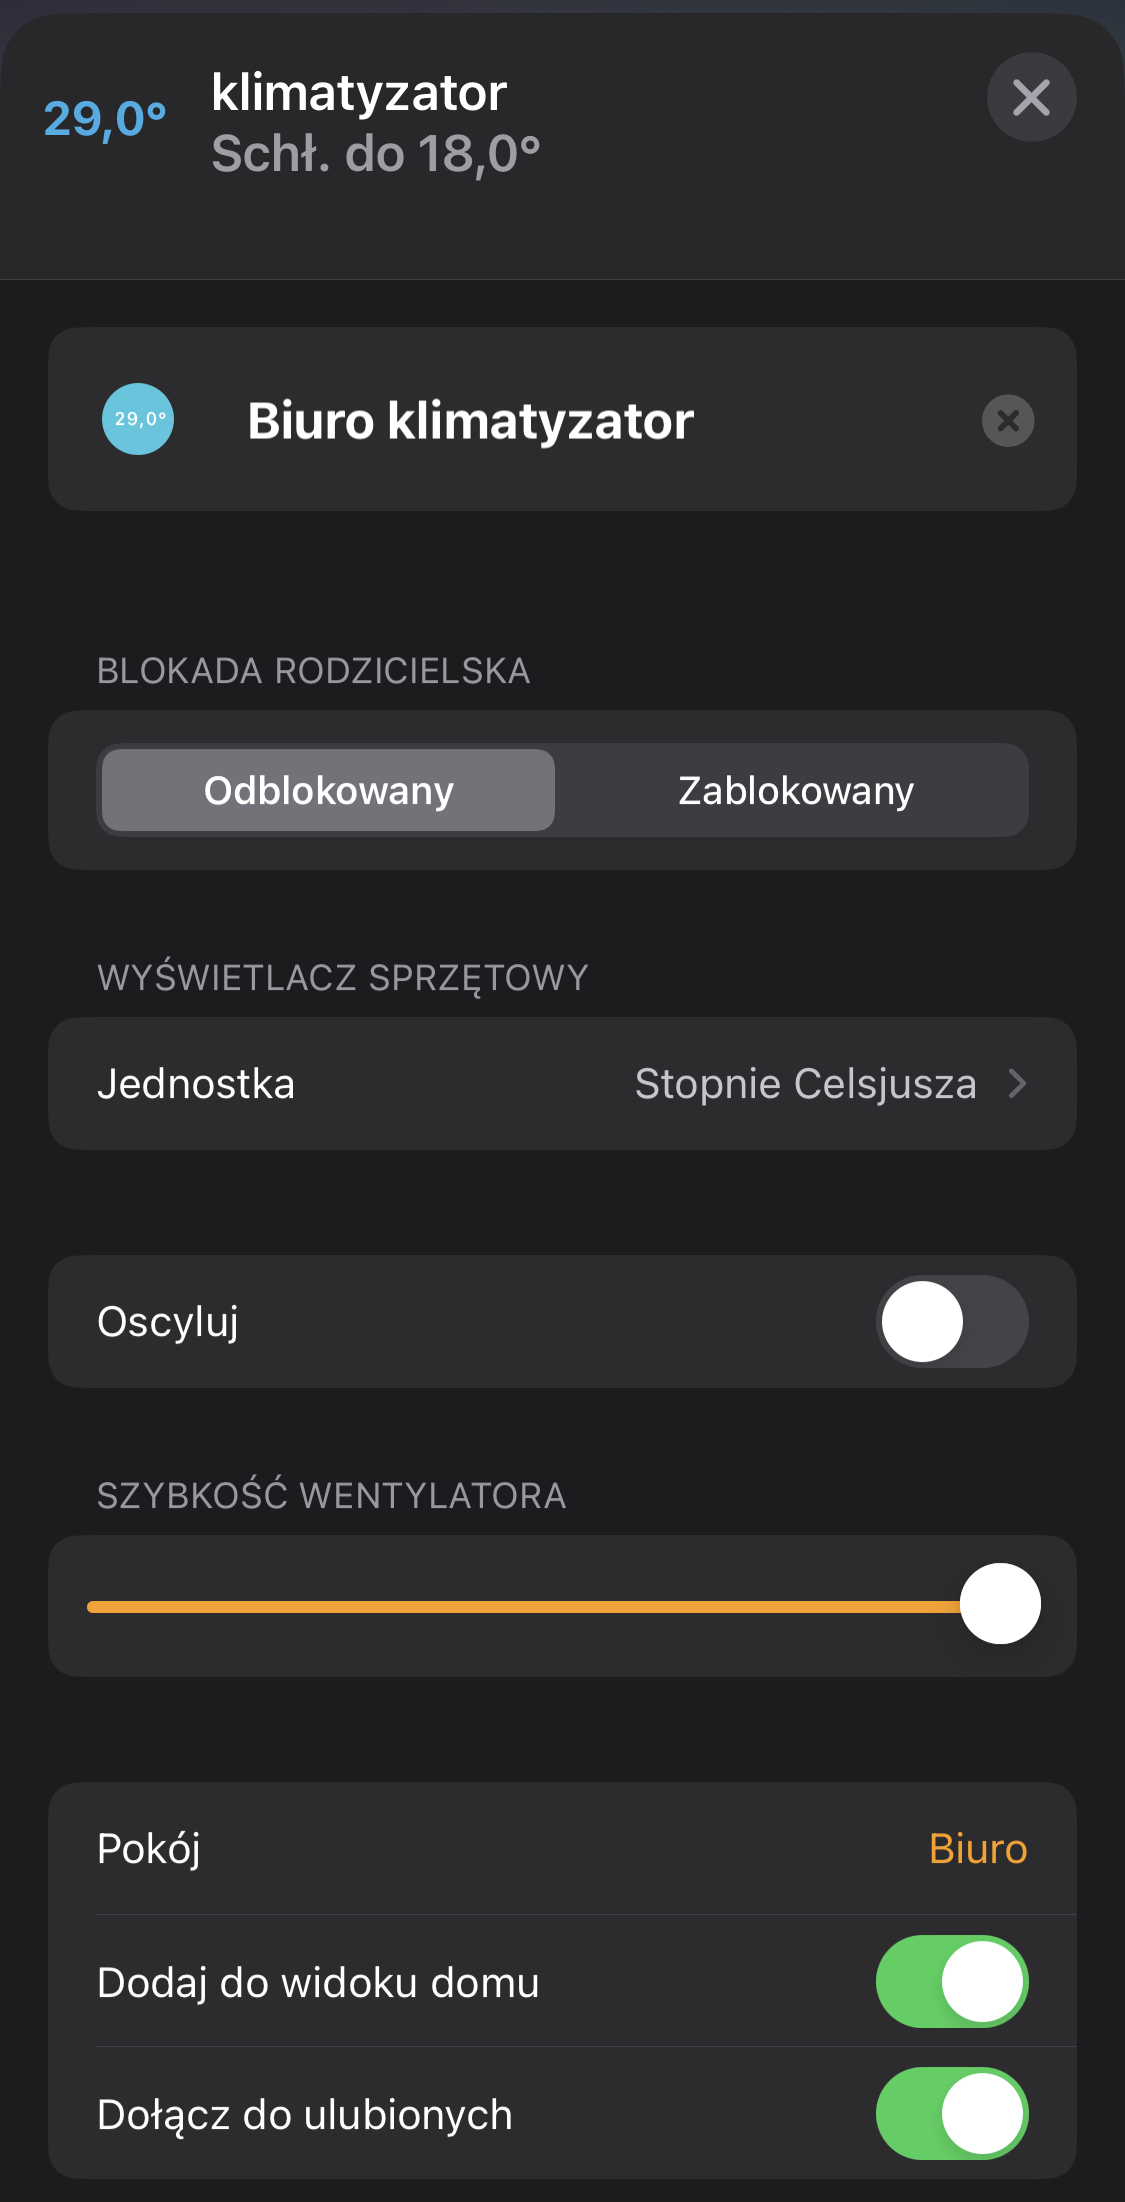 29,0°
klimatyzator
Schł. do 18,0°
29,0°
Biuro klimatyzator
BLOKADA RODZICIELSKA
Odblokowany
Zablokowany
WYŚWIETLACZ SPRZĘTOWY
Jednostka
Stopnie Celsjusza
Oscyluj
SZYBKOŚĆ WENTYLATORA
Pokój
Biuro
Dodaj do widoku domu
Dołącz do ulubionych